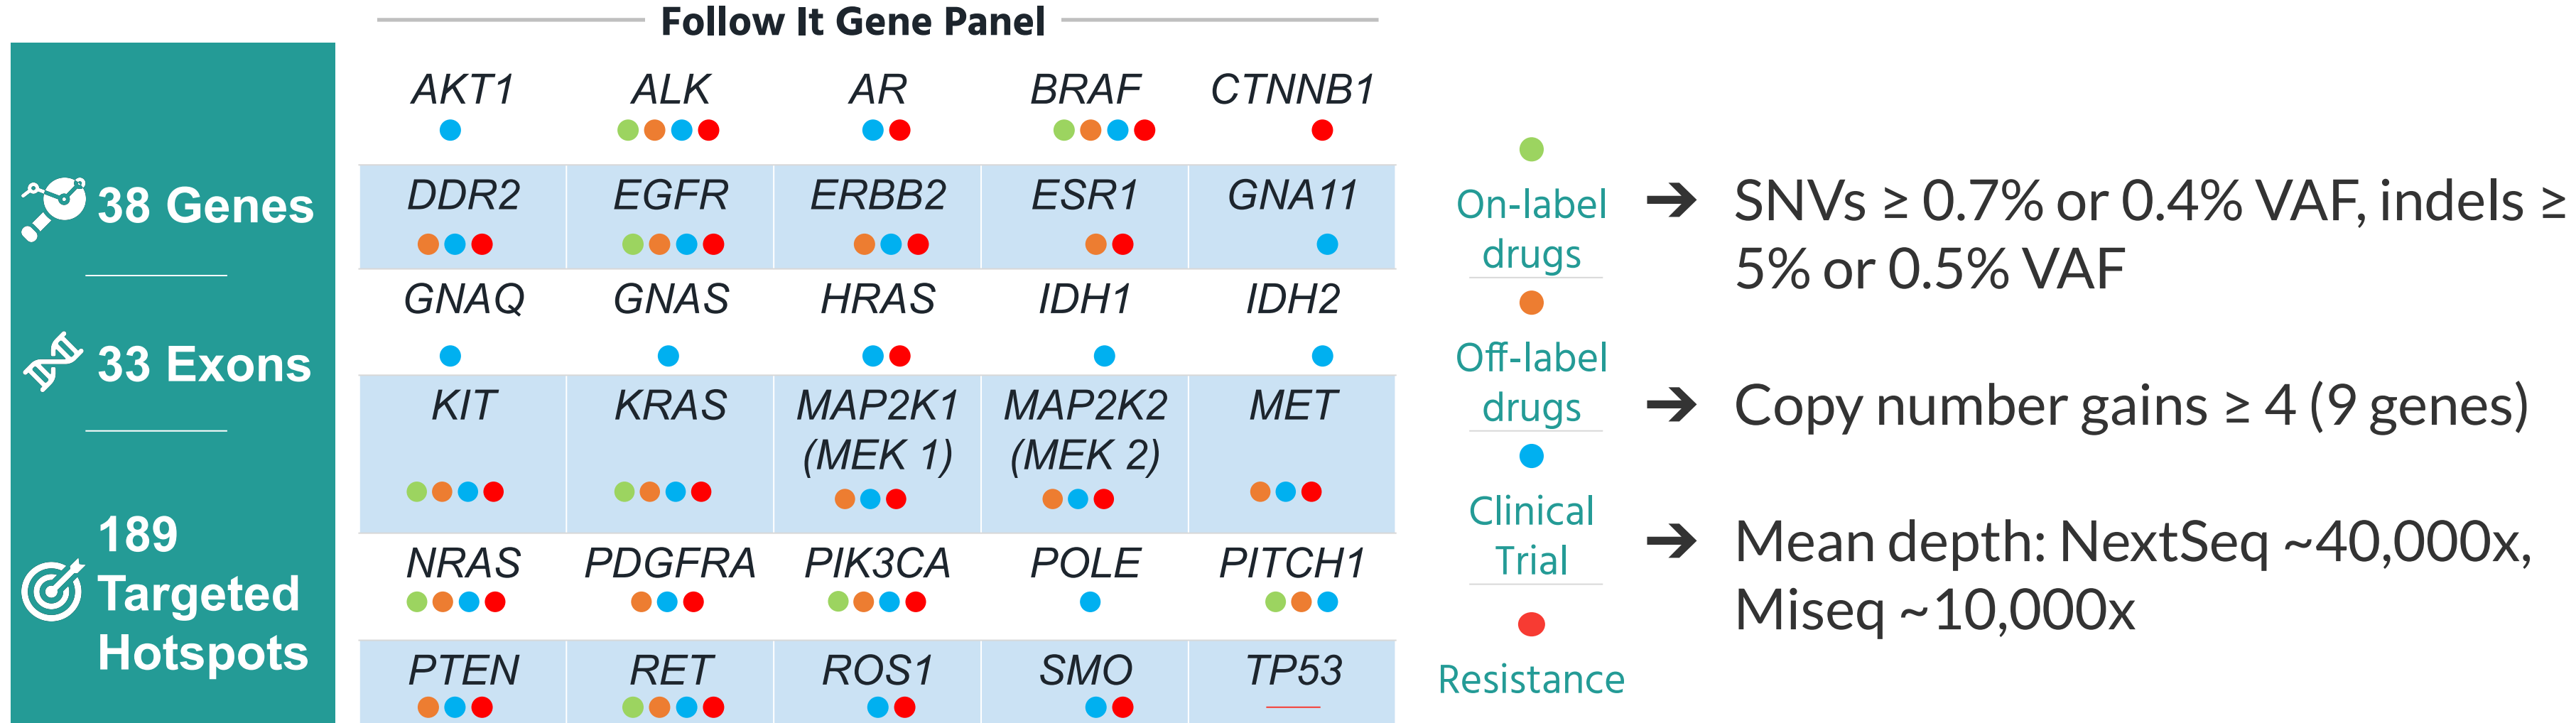 Follow It Gene Panel
38 Genes
33 Exons
189
Targeted
Hotspots
AKT1 ALK AR BRAF CTNNB1
DDR2 EGFR ERBB2 ESR1 GNA11
GNAQ GNAS HRAS IDH1 IDH2
KIT KRAS MAP2K1 MAP2K2 MET
(MEK 1) (MEK 2)
NRAS PDGFRA PIK3CA POLE PITCH1
PTEN RET ROS1 SMO TP53
On-label
drugs
Off-label
drugs
Clinical
Trial
Resistance
➔ SNVs ≥ 0.7% or 0.4% VAF, indels ≥
5% or 0.5% VAF
➔ Copy number gains ≥ 4 (9 genes)
➔ Mean depth: NextSeq ~40,000x,
Miseq ~10,000x